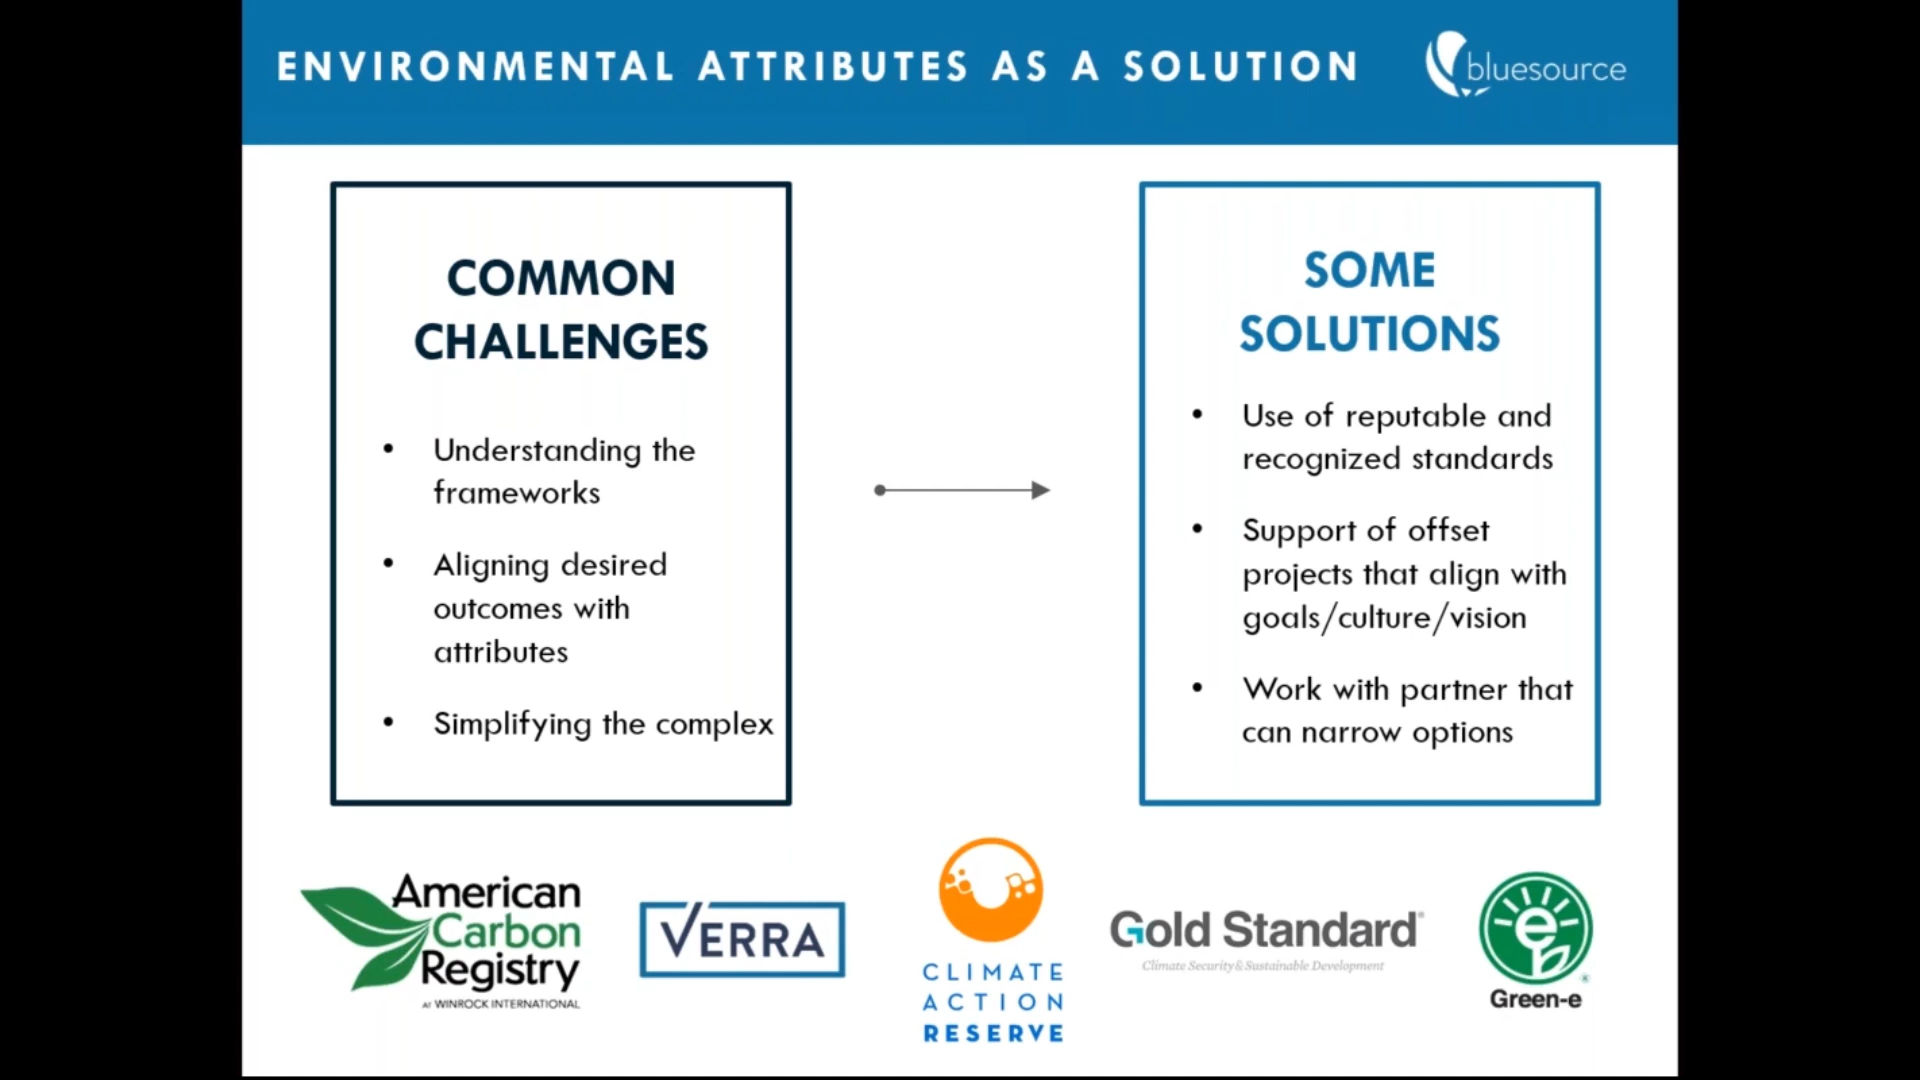 ENVIRONMENTAL ATTRIBUTES AS A SOLUTION
bluesource
COMMON
CHALLENGES
• Understanding the
frameworks
• Aligning desired
outcomes with
attributes
• Simplifying the complex
SOME
SOLUTIONS
• Use of reputable and
recognized standards
• Support of offset
projects that align with
goals/culture/vision
• Work with partner that
can narrow options
American
Carbon
Registry
AT WINROCK INTERNATIONAL
VERRA
CLIMATE
ACTION
RESERVE
Gold Standard®
Climate Security & Sustainable Development
e
®
Green-e